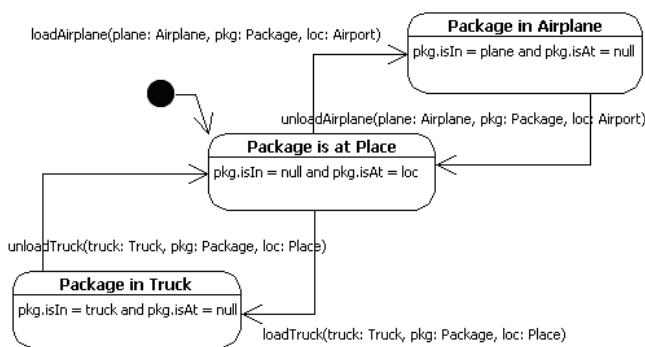 Package in Airplane
loadAirplane(plane: Airplane, pkg: Package, loc: Airport)
pkg.isIn = plane and pkg.isAt = null
unloadAirplane(plane: Airplane, pkg: Package, loc: Airport)
Package is at Place
pkg.isIn = null and pkg.isAt = loc
unloadTruck(truck: Truck, pkg: Package, loc: Place)
Package in Truck
pkg.isIn = truck and pkg.isAt = null
loadTruck(truck: Truck, pkg: Package, loc: Place)